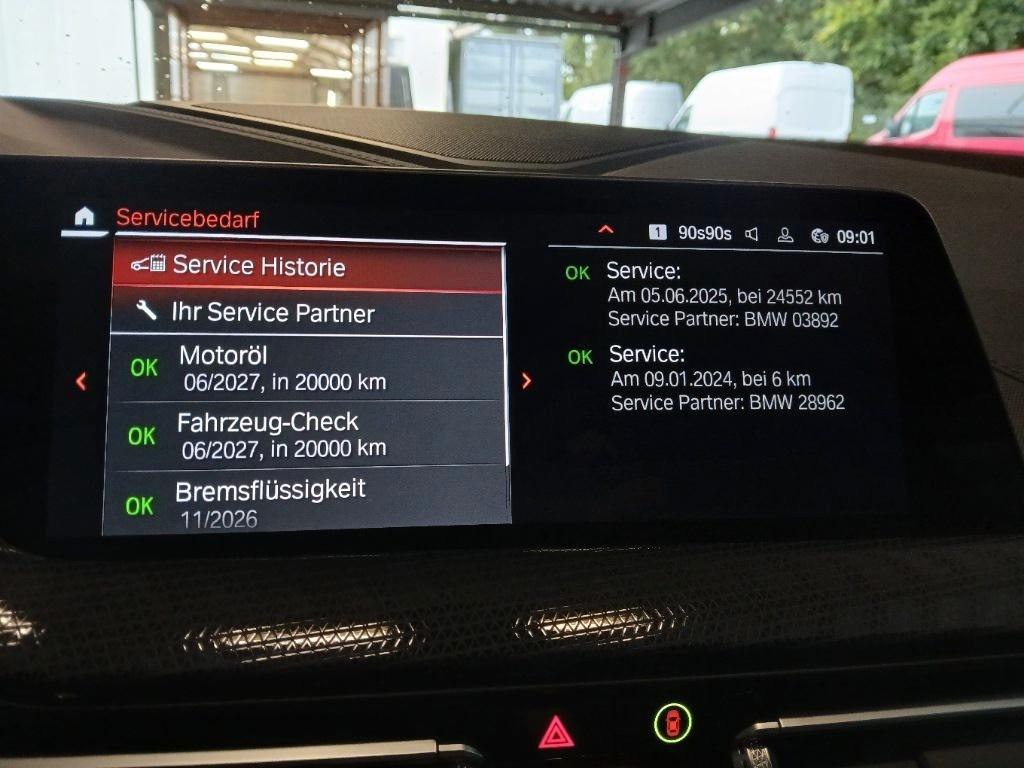 Servicebedarf
1 90s90s 09:01
Service Historie
Ihr Service Partner
OK Motoröl
06/2027, in 20000 km
OK Fahrzeug-Check
06/2027, in 20000 km
OK Bremsflüssigkeit
11/2026
OK Service:
Am 05.06.2025, bei 24552 km
Service Partner: BMW 03892
OK Service:
Am 09.01.2024, bei 6 km
Service Partner: BMW 28962